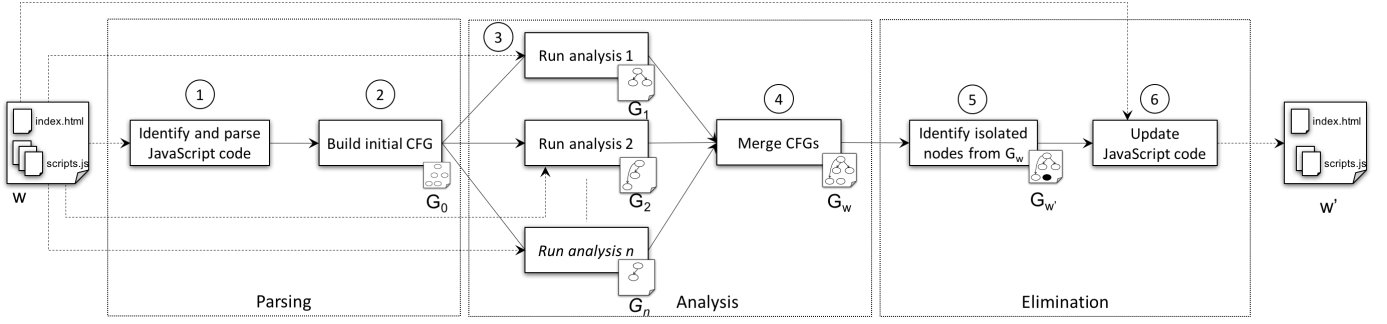 index.html
scripts.js
w
1
Identify and parse
JavaScript code
2
Build initial CFG
G0
Parsing
3
Run analysis 1
G1
Run analysis 2
G2
Run analysis n
Gn
4
Merge CFGs
Gw
Analysis
5
Identify isolated
nodes from Gw
Gw'
6
Update
JavaScript code
Elimination
index.html
scripts.js
w'